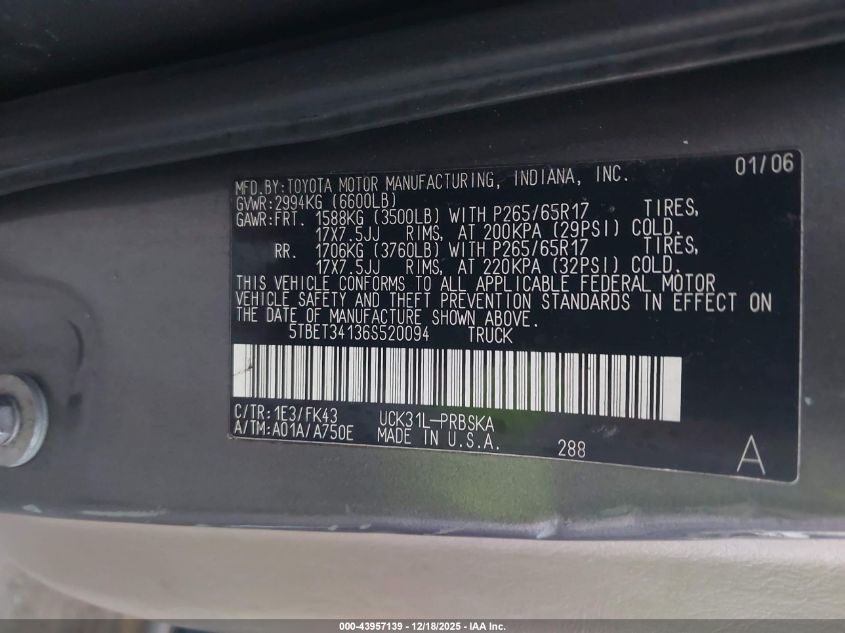 01/06
MFD.BY:TOYOTA MOTOR MANUFACTURING, INDIANA, INC.
GVWR:2994KG (6600LB)
GAWR:FRT. 1588KG (3500LB) WITH P265/65R17 TIRES,
17X7.5JJ RIMS, AT 200KPA (29PSI) COLD.
RR. 1706KG (3760LB) WITH P265/65R17 TIRES,
17X7.5JJ RIMS, AT 220KPA (32PSI) COLD.
THIS VEHICLE CONFORMS TO ALL APPLICABLE FEDERAL MOTOR
VEHICLE SAFETY AND THEFT PREVENTION STANDARDS IN EFFECT ON
THE DATE OF MANUFACTURE SHOWN ABOVE.
5TBET34136S520094 TRUCK
C/TR:1E3/FK43 UCK31L-PRBSKA
A/TM:A01A/A750E MADE IN U.S.A.
288
A
000-43957139 - 12/18/2025 - IAA Inc.